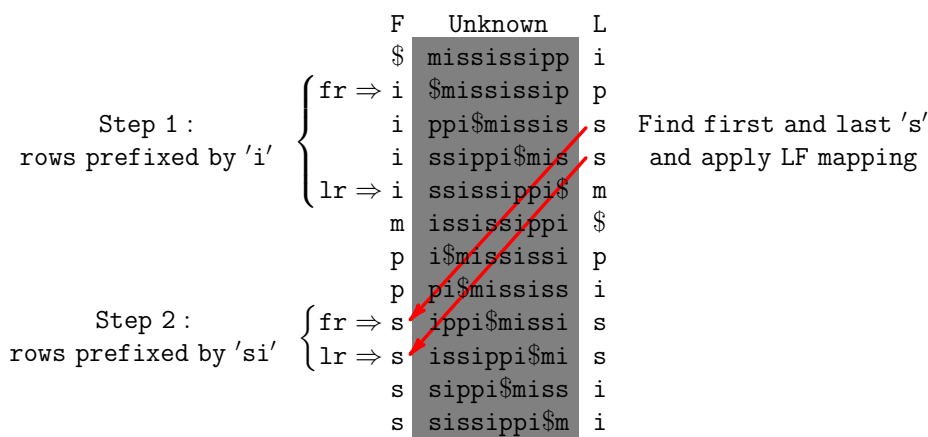 F Unknown L
$ mississipp i
fr ⇒ i $mississip p
Step 1 : i ppi$missis s Find first and last 's'
rows prefixed by 'i' i ssippi$mis s and apply LF mapping
lr ⇒ i ssissippi$ m
m ississippi $
p i$mississi p
p pi$mississ i
Step 2 : fr ⇒ s ippi$missi s
rows prefixed by 'si' lr ⇒ s issippi$mi s
s sippi$miss i
s sissippi$m i